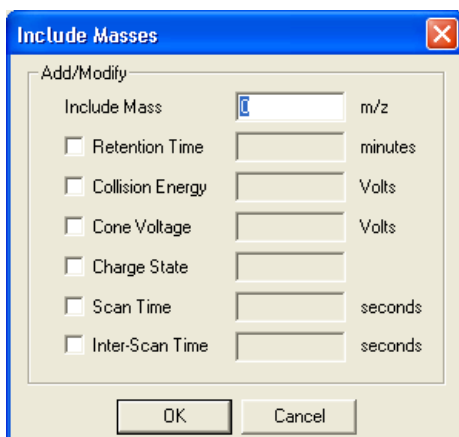 Include Masses
Add/Modify
Include Mass 0 m/z
Retention Time minutes
Collision Energy Volts
Cone Voltage Volts
Charge State
Scan Time seconds
Inter-Scan Time seconds
OK Cancel